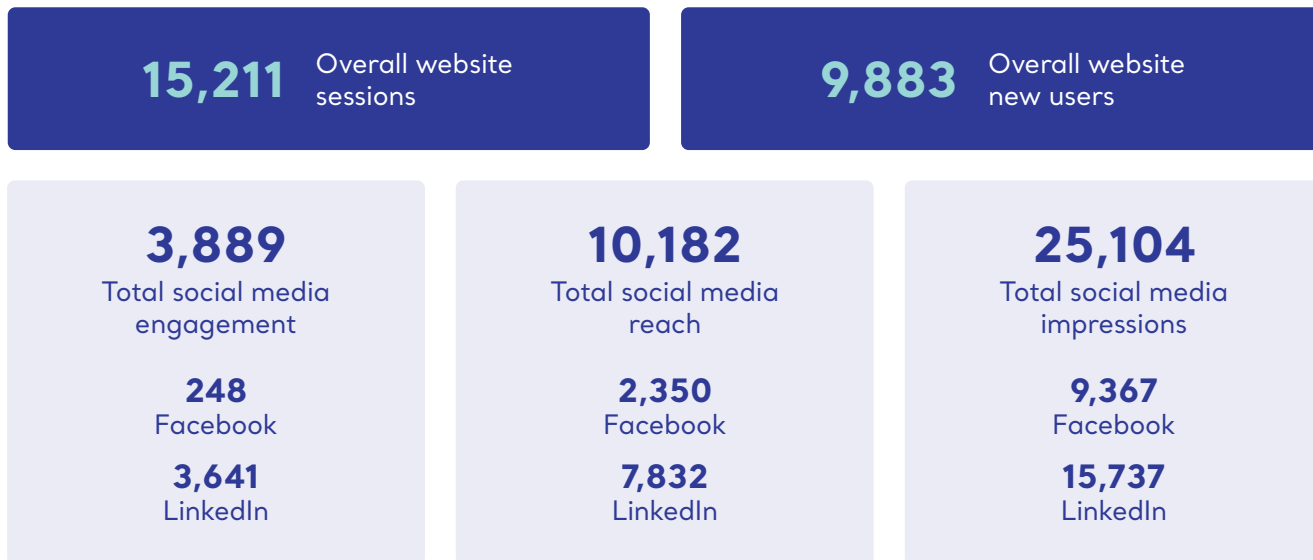 15,211
Overall website
sessions
9,883
Overall website
new users
3,889
Total social media
engagement
248
Facebook
3,641
LinkedIn
10,182
Total social media
reach
2,350
Facebook
7,832
LinkedIn
25,104
Total social media
impressions
9,367
Facebook
15,737
LinkedIn